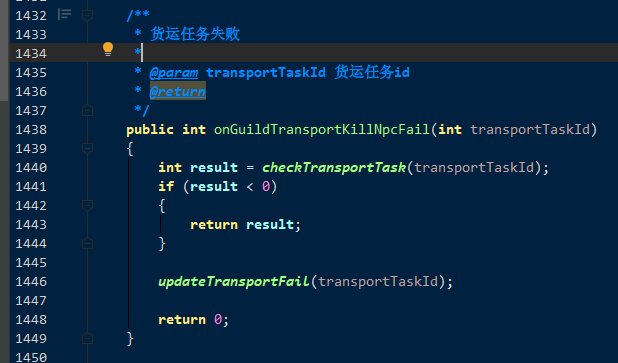 1431
1432 /**
1433 * 货运任务失败
1434 *
1435 * @param transportTaskId 货运任务id
1436 * @return
1437 */
1438 public int onGuildTransportKillNpcFail(int transportTaskId)
1439 {
1440 int result = checkTransportTask(transportTaskId);
1441 if (result < 0)
1442 {
1443 return result;
1444 }
1445
1446 updateTransportFail(transportTaskId);
1447
1448 return 0;
1449 }
1450